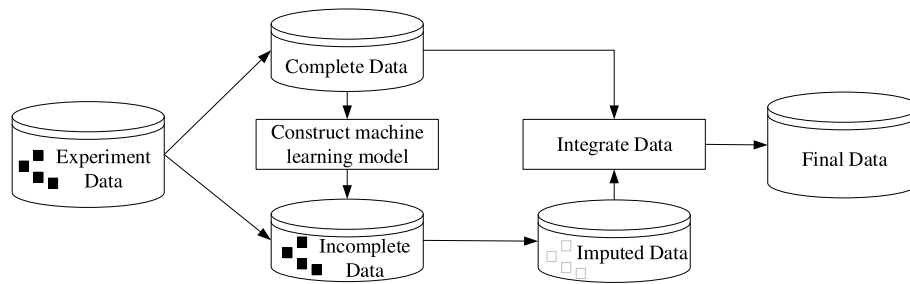 Complete Data
Experiment
Data
Construct machine
learning model
Integrate Data
Final Data
Incomplete
Data
Imputed Data